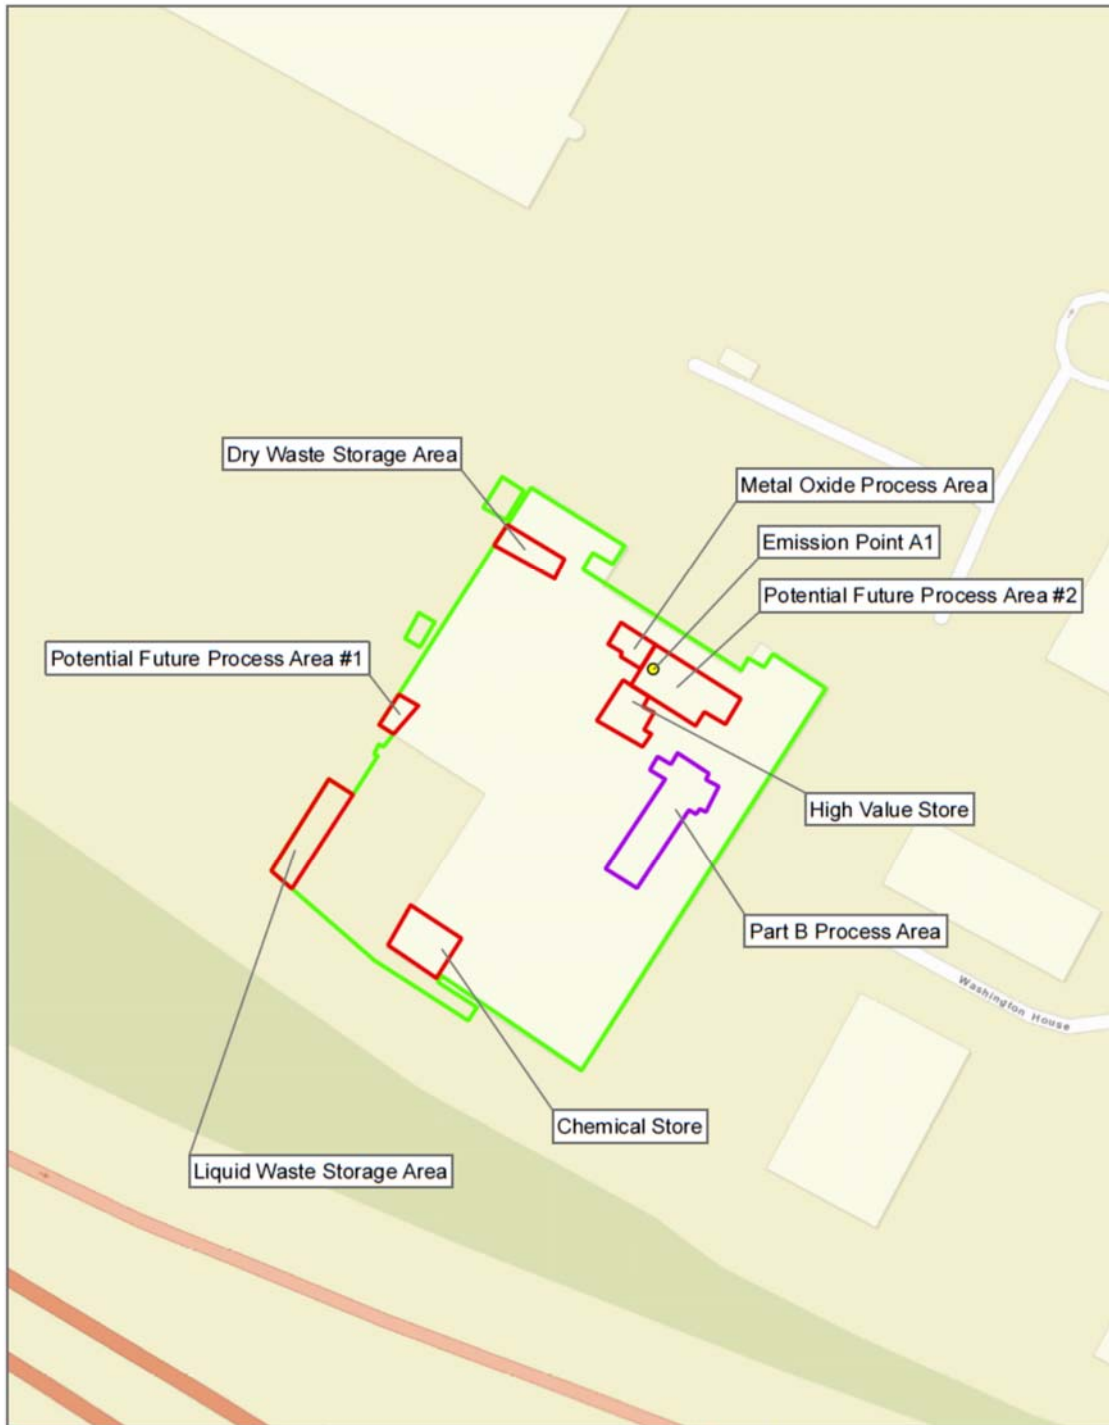 Dry Waste Storage Area
Metal Oxide Process Area
Emission Point A1
Potential Future Process Area #2
Potential Future Process Area #1
High Value Store
Part B Process Area
Washington House
Chemical Store
Liquid Waste Storage Area